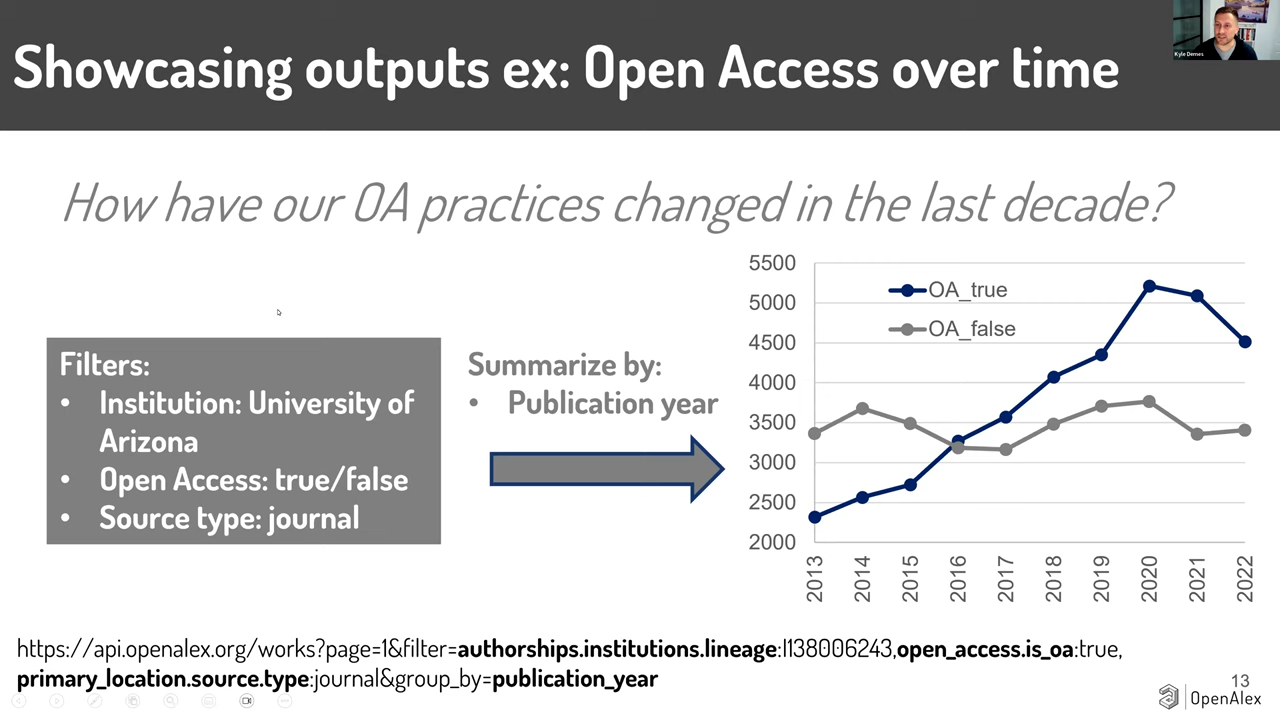 Showcasing outputs ex: Open Access over time
Kyle Demes
How have our OA practices changed in the last decade?
Filters:
• Institution: University of
Arizona
• Open Access: true/false
• Source type: journal
Summarize by:
• Publication year
5500
5000
4500
4000
3500
3000
2500
2000
OA_true
OA_false
2013
2014
2015
2016
2017
2018
2019
2020
2021
2022
https://api.openalex.org/works?page=1&filter=authorships.institutions.lineage:I138006243,open_access.is_oa:true,
primary_location.source.type:journal&group_by=publication_year
13
OpenAlex